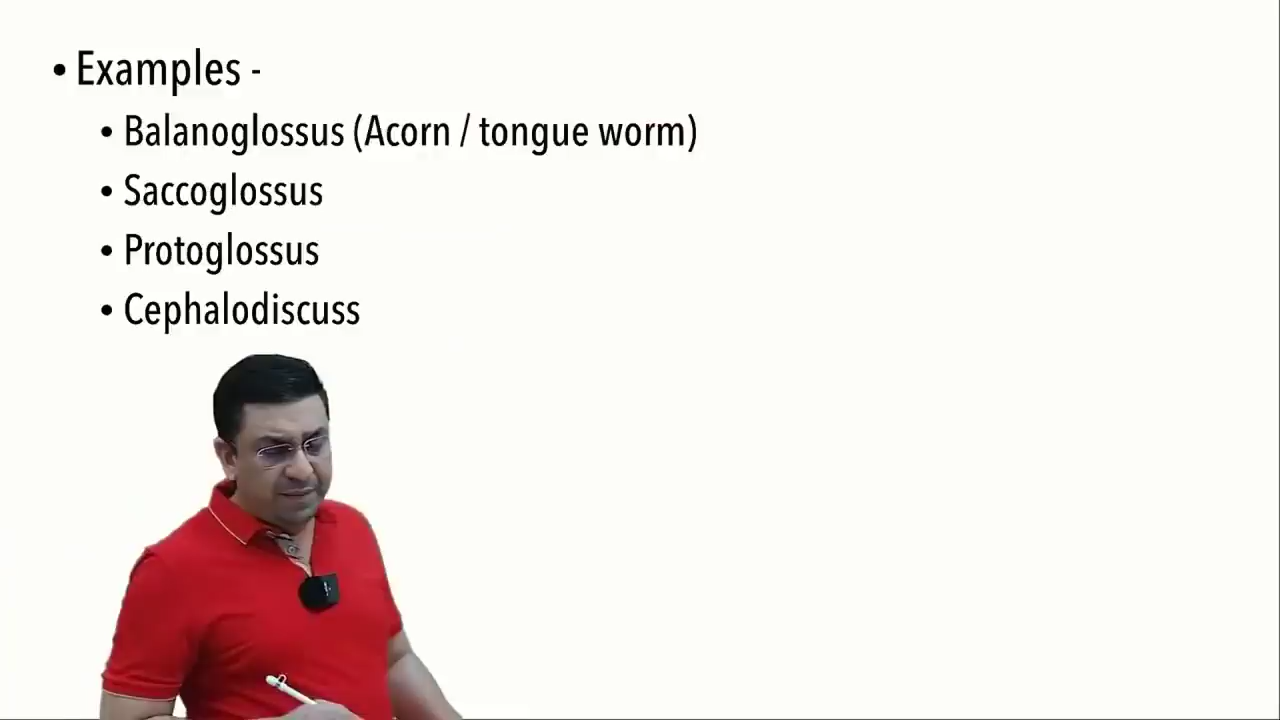 • Examples -
• Balanoglossus (Acorn / tongue worm)
• Saccoglossus
• Protoglossus
• Cephalodiscuss